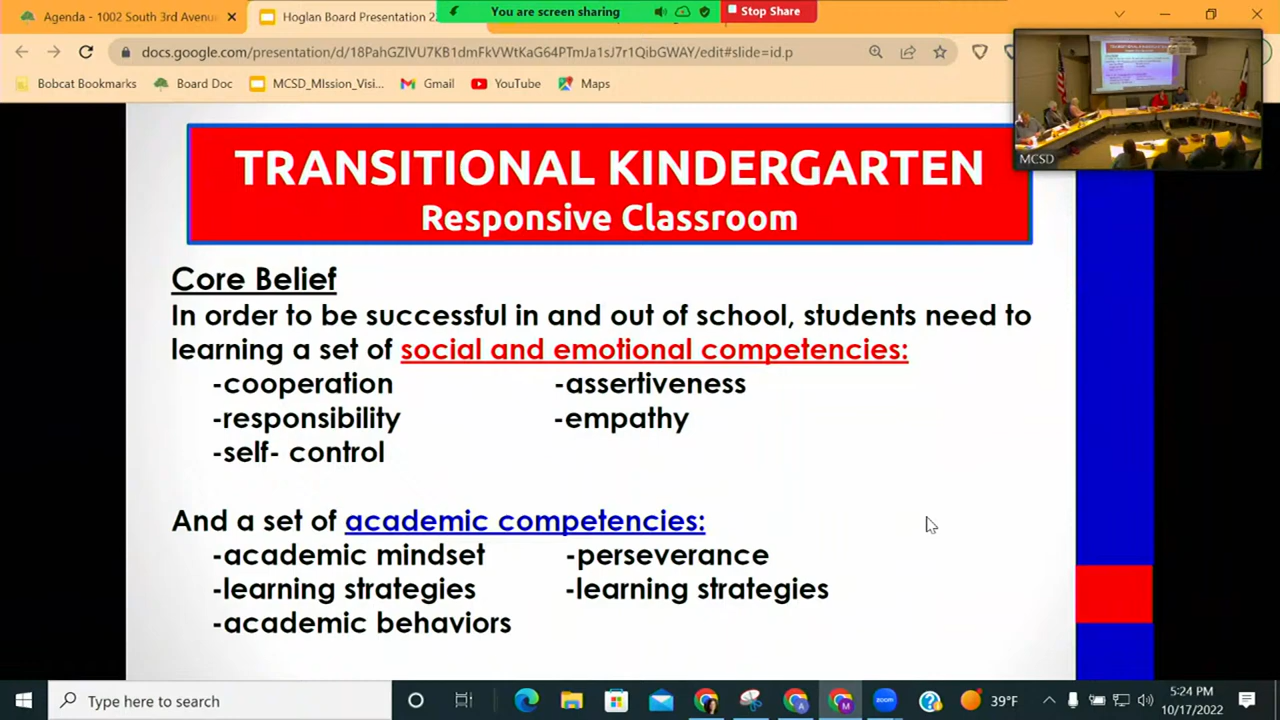 Agenda - 1002 South 3rd Avenu
Hoglan Board Presentation 2
You are screen sharing
Stop Share
docs.google.com/presentation/d/18PahGZlVU7KB1dmFkVWtKaG64PTmJa1sJ7r1QibGWAY/edit#slide=id.p
Bobcat Bookmarks
Board Doc
MCSD_MIssion_Visi...
Gmail
YouTube
Maps
MCSD
TRANSITIONAL KINDERGARTEN
Responsive Classroom
Core Belief
In order to be successful in and out of school, students need to
learning a set of social and emotional competencies:
-cooperation -assertiveness
-responsibility -empathy
-self- control
And a set of academic competencies:
-academic mindset -perseverance
-learning strategies -learning strategies
-academic behaviors
Type here to search
39°F
5:24 PM
10/17/2022